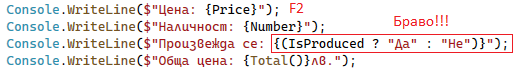 Console.WriteLine($"Цена: {Price}"); F2
Браво!!!
Console.WriteLine($"Наличност: {Number}");
Console.WriteLine($"Произвежда се: {(IsProduced ? "Да" : "Не")}");
Console.WriteLine($"Обща цена: {Total()}лв.");